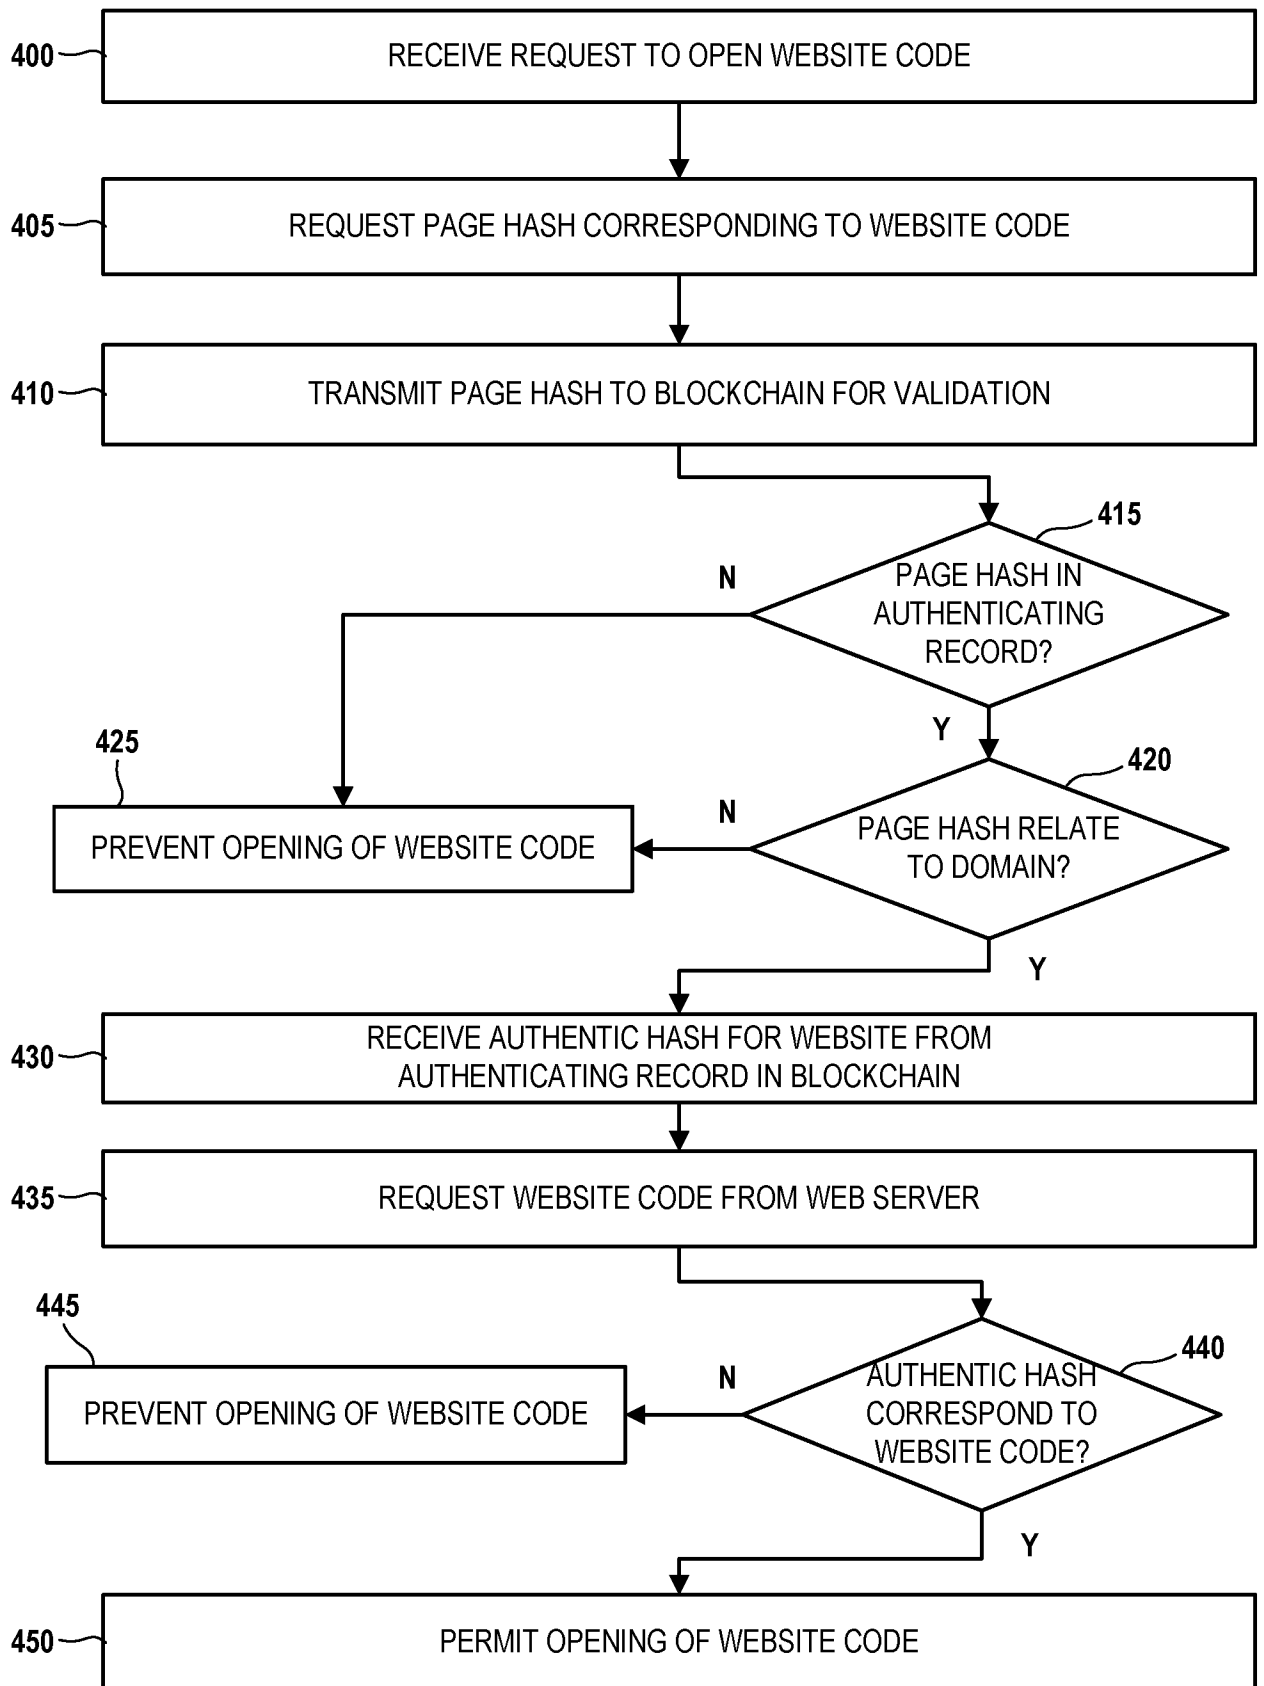 400
RECEIVE REQUEST TO OPEN WEBSITE CODE
405
REQUEST PAGE HASH CORRESPONDING TO WEBSITE CODE
410
TRANSMIT PAGE HASH TO BLOCKCHAIN FOR VALIDATION
415
N
PAGE HASH IN
AUTHENTICATING
RECORD?
Y
425
420
PREVENT OPENING OF WEBSITE CODE
N
PAGE HASH RELATE
TO DOMAIN?
Y
430
RECEIVE AUTHENTIC HASH FOR WEBSITE FROM
AUTHENTICATING RECORD IN BLOCKCHAIN
435
REQUEST WEBSITE CODE FROM WEB SERVER
445
440
PREVENT OPENING OF WEBSITE CODE
N
AUTHENTIC HASH
CORRESPOND TO
WEBSITE CODE?
Y
450
PERMIT OPENING OF WEBSITE CODE